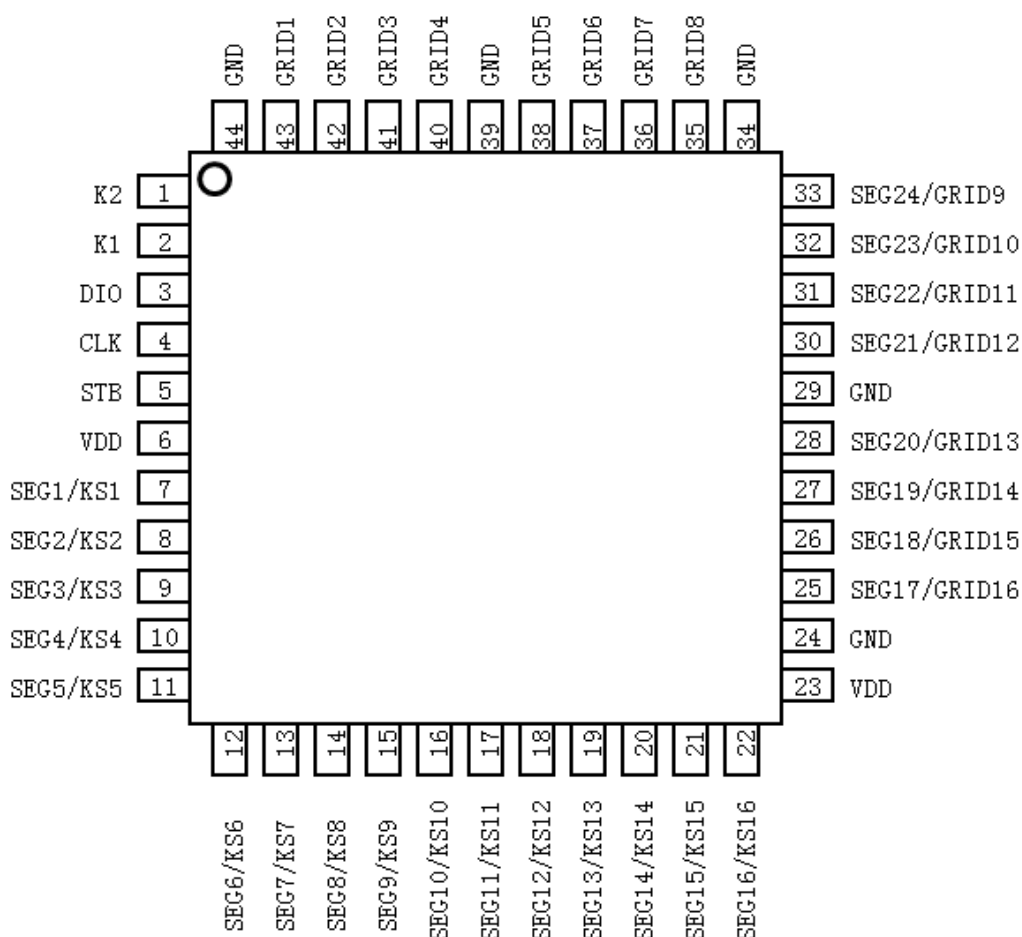 GND GRID1 GRID2 GRID3 GRID4 GND GRID5 GRID6 GRID7 GRID8 GND
44 43 42 41 40 39 38 37 36 35 34
K2 1 33 SEG24/GRID9
K1 2 32 SEG23/GRID10
DIO 3 31 SEG22/GRID11
CLK 4 30 SEG21/GRID12
STB 5 29 GND
VDD 6 28 SEG20/GRID13
SEG1/KS1 7 27 SEG19/GRID14
SEG2/KS2 8 26 SEG18/GRID15
SEG3/KS3 9 25 SEG17/GRID16
SEG4/KS4 10 24 GND
SEG5/KS5 11 23 VDD
12 13 14 15 16 17 18 19 20 21 22
SEG6/KS6 SEG7/KS7 SEG8/KS8 SEG9/KS9 SEG10/KS10 SEG11/KS11 SEG12/KS12 SEG13/KS13 SEG14/KS14 SEG15/KS15 SEG16/KS16